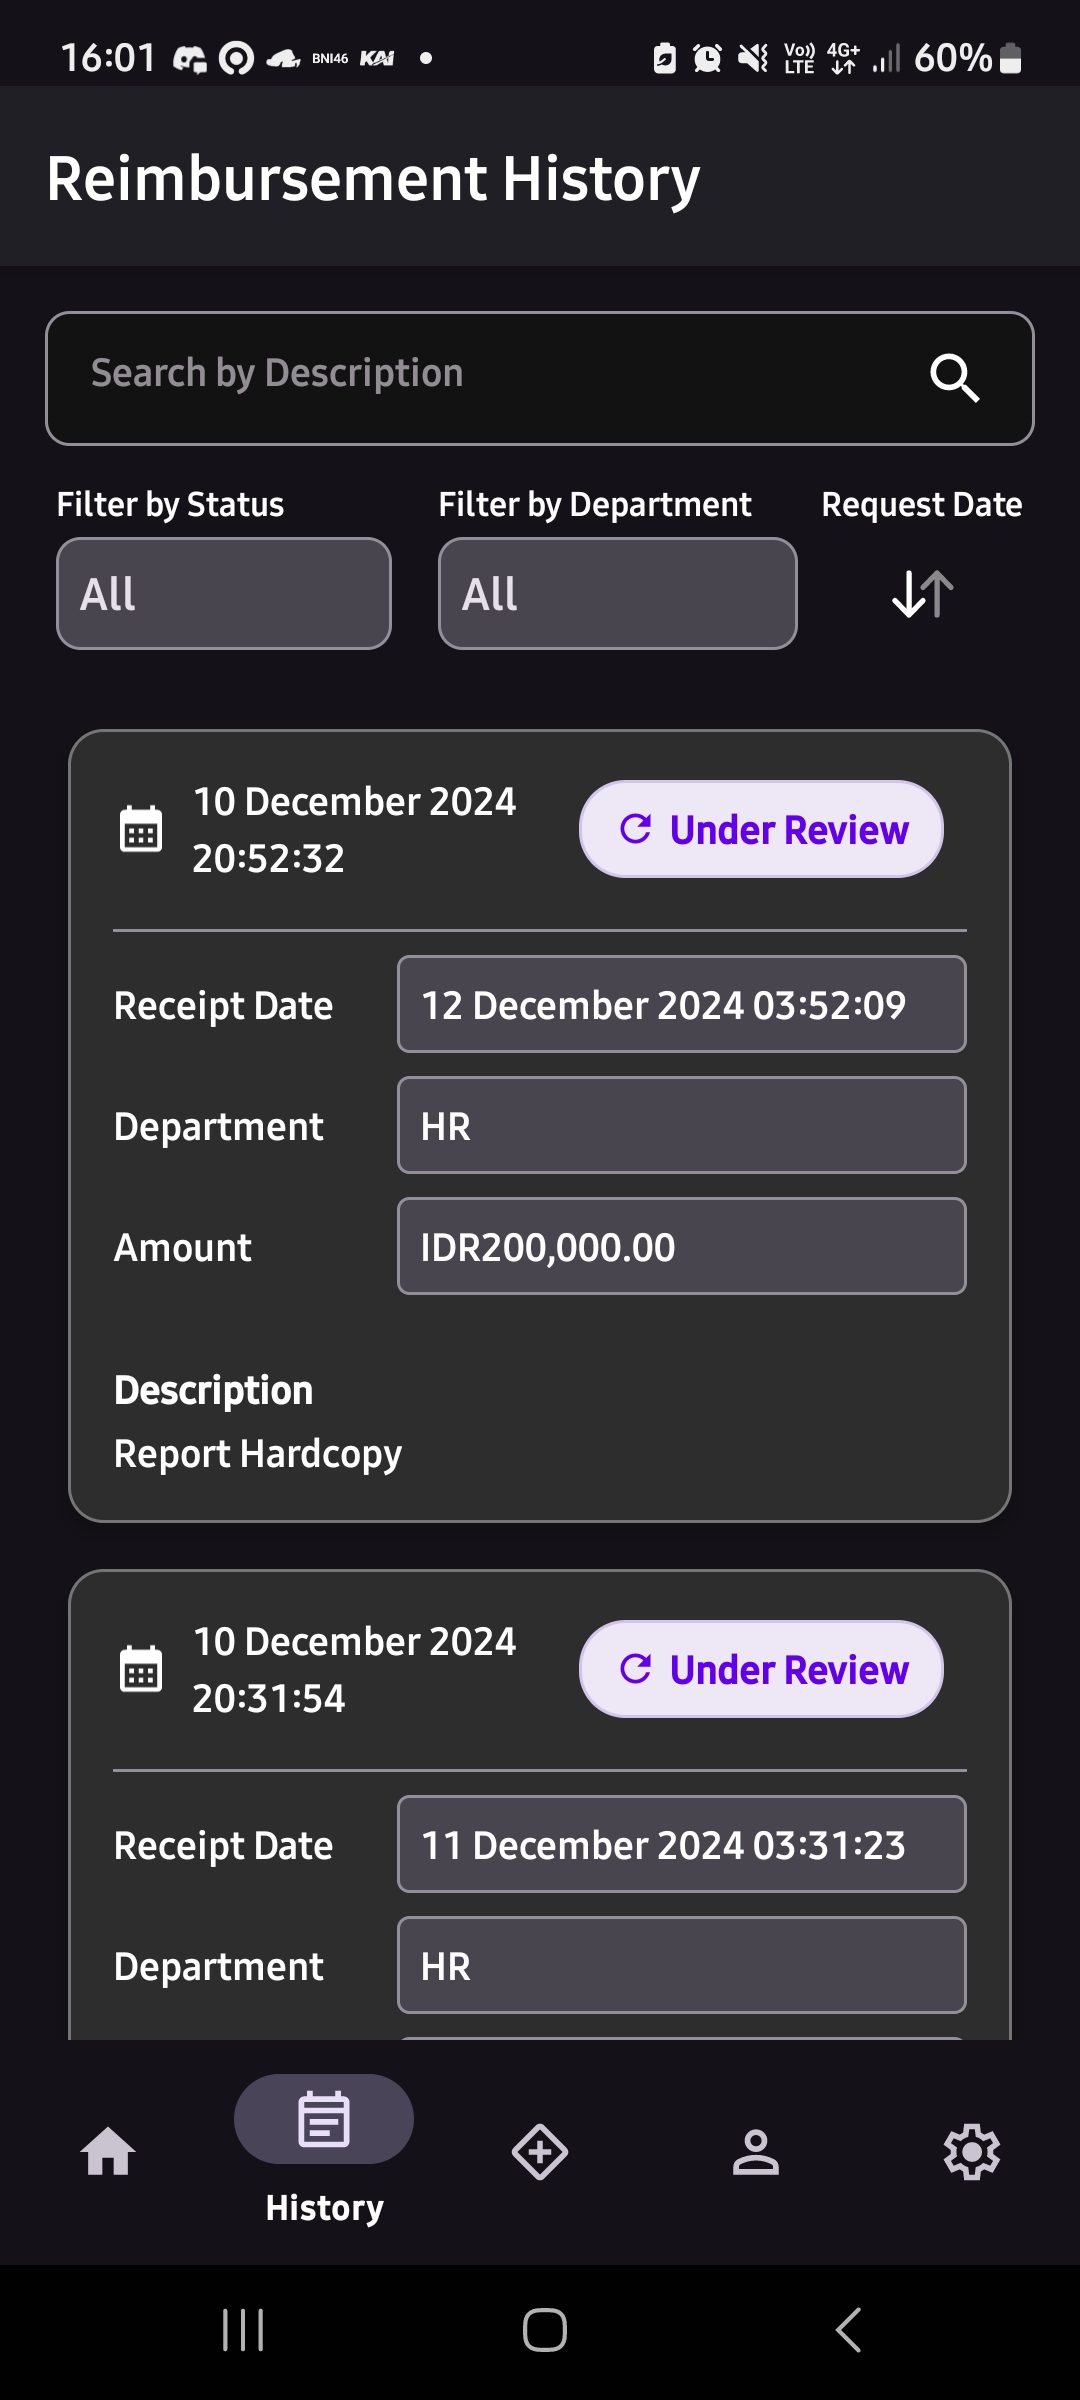 16:01 BNI46 KAI Vo)) LTE 4G+ 60%
Reimbursement History
Search by Description
Filter by Status Filter by Department Request Date
All All
10 December 2024
20:52:32
Under Review
Receipt Date 12 December 2024 03:52:09
Department HR
Amount IDR200,000.00
Description
Report Hardcopy
10 December 2024
20:31:54
Under Review
Receipt Date 11 December 2024 03:31:23
Department HR
History